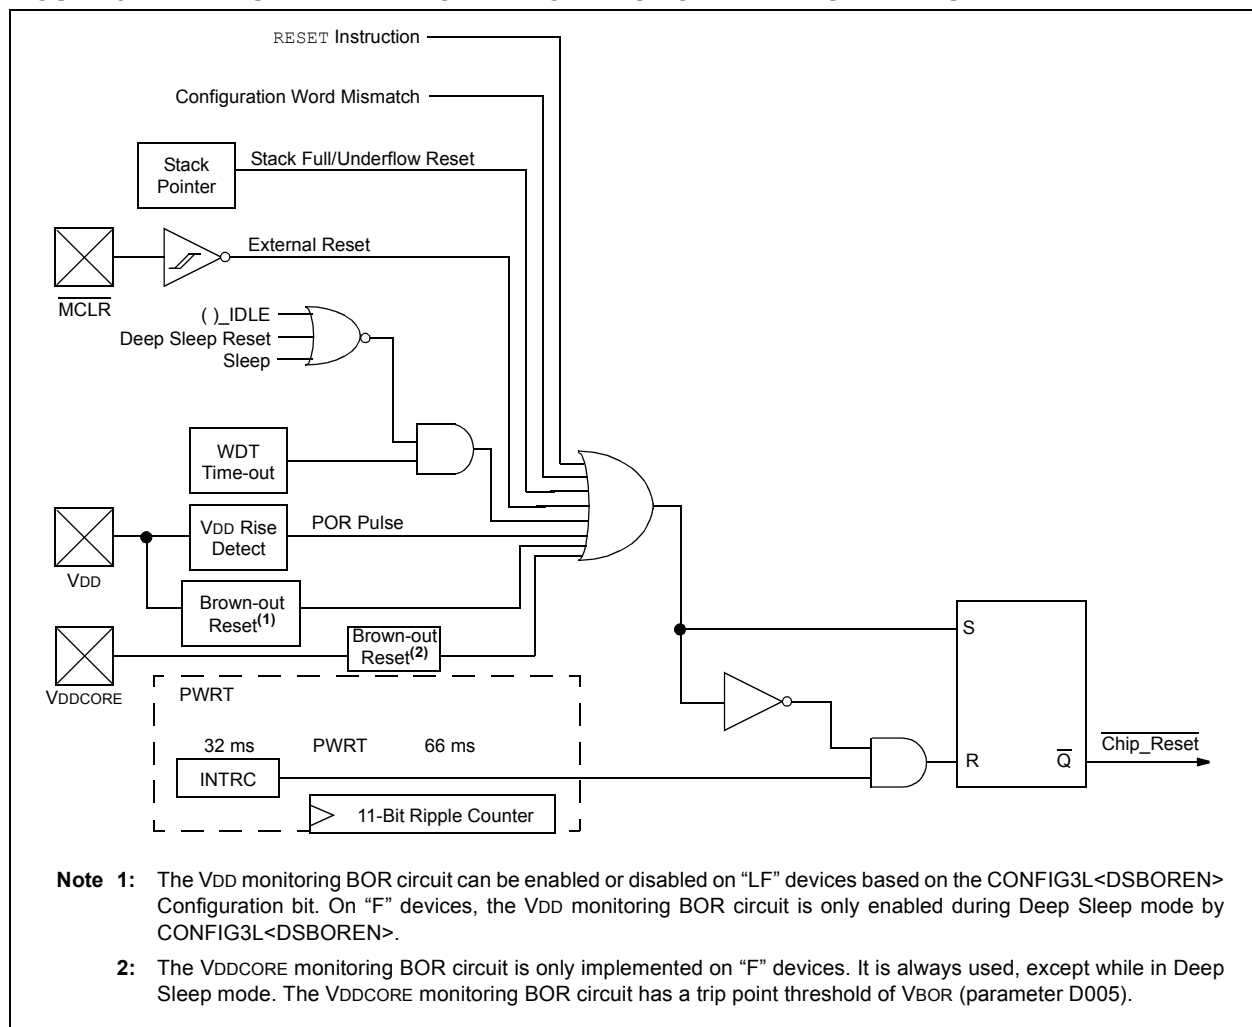 RESET Instruction
Configuration Word Mismatch
Stack
Pointer
Stack Full/Underflow Reset
External Reset
MCLR
( )_IDLE
Deep Sleep Reset
Sleep
WDT
Time-out
VDD Rise
Detect
POR Pulse
VDD
Brown-out
Reset(1)
Brown-out
Reset(2)
VDDCORE
PWRT
32 ms PWRT 66 ms
INTRC
11-Bit Ripple Counter
S
R
Q
Chip_Reset
Note 1: The VDD monitoring BOR circuit can be enabled or disabled on “LF” devices based on the CONFIG3L<DSBOREN>
Configuration bit. On “F” devices, the VDD monitoring BOR circuit is only enabled during Deep Sleep mode by
CONFIG3L<DSBOREN>.
2: The VDDCORE monitoring BOR circuit is only implemented on “F” devices. It is always used, except while in Deep
Sleep mode. The VDDCORE monitoring BOR circuit has a trip point threshold of VBOR (parameter D005).